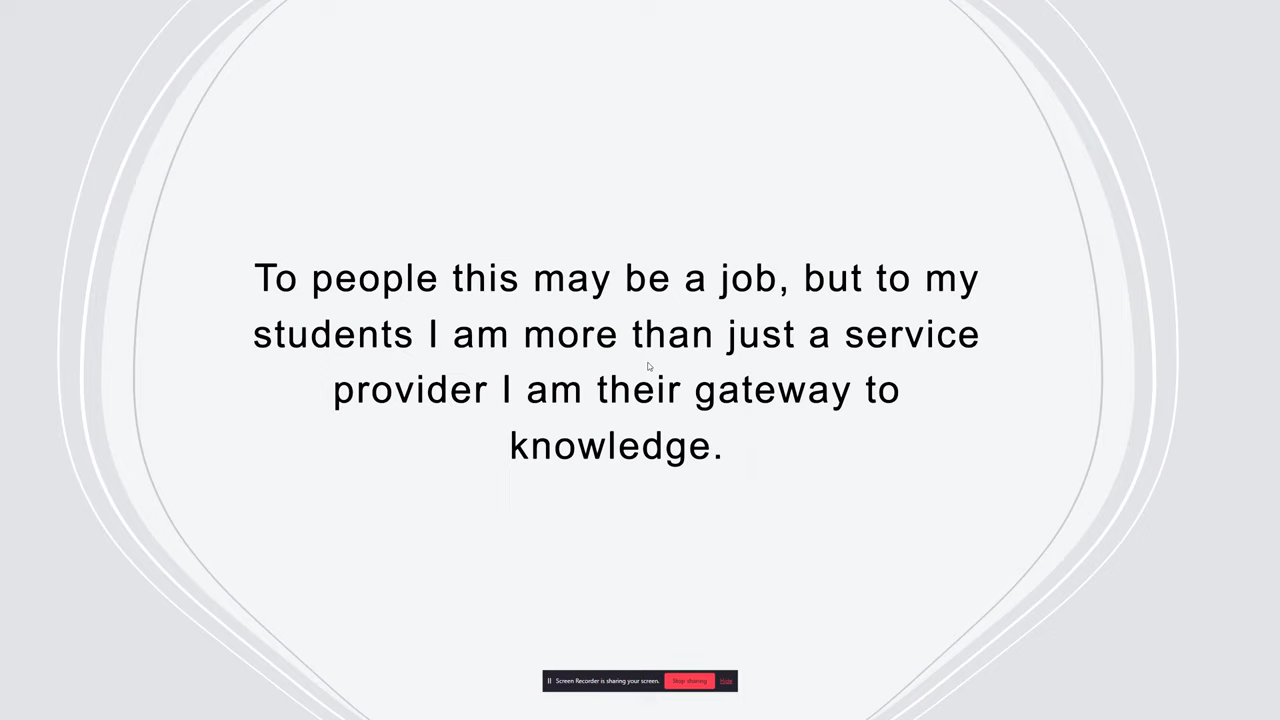 To people this may be a job, but to my
students I am more than just a service
provider I am their gateway to
knowledge.
Screen Recorder is sharing your screen. Stop sharing Hide